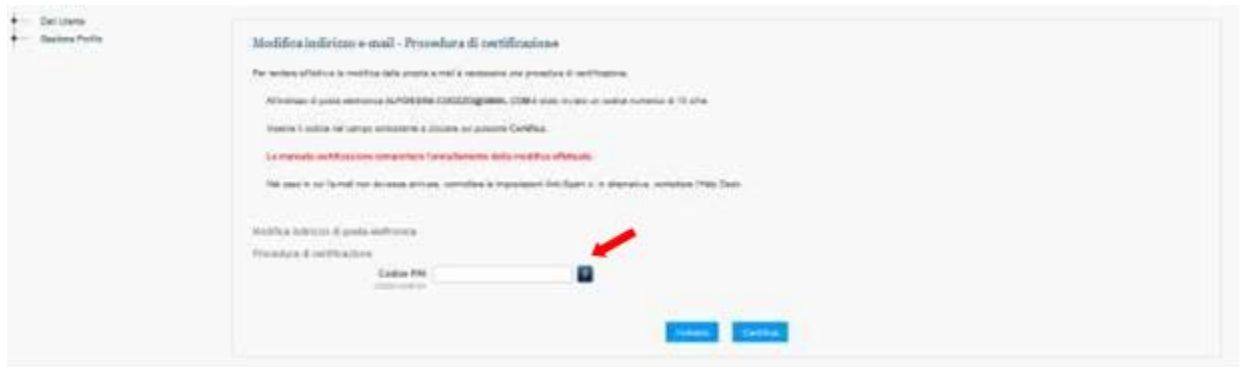 Dati Utente
Gestione Profilo
Modifica indirizzo e-mail - Procedura di certificazione
Per rendere effettiva la modifica della propria e-mail è necessaria una procedura di certificazione.
All'indirizzo di posta elettronica è stato inviato un codice numerico di 10 cifre.
Inserire il codice nel campo sottostante e cliccare sul pulsante Certifica.
La mancata certificazione comporterà l'annullamento della modifica effettuata.
Nel caso in cui l'e-mail non dovesse arrivare, controllare le impostazioni Anti-Spam o, in alternativa, contattare l'Help Desk.
Modifica indirizzo di posta elettronica
Procedura di certificazione
Codice PIN
Certifica